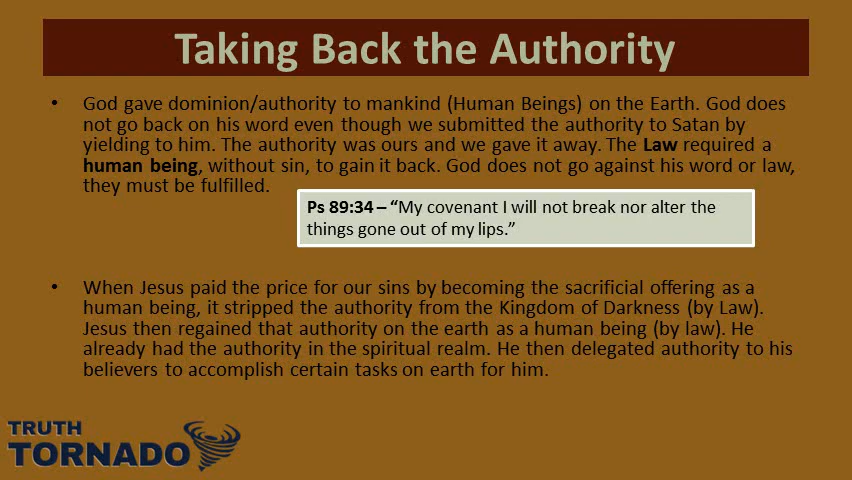 Taking Back the Authority
• God gave dominion/authority to mankind (Human Beings) on the Earth. God does
not go back on his word even though we submitted the authority to Satan by
yielding to him. The authority was ours and we gave it away. The Law required a
human being, without sin, to gain it back. God does not go against his word or law,
they must be fulfilled.
Ps 89:34 – “My covenant I will not break nor alter the
things gone out of my lips.”
• When Jesus paid the price for our sins by becoming the sacrificial offering as a
human being, it stripped the authority from the Kingdom of Darkness (by Law).
Jesus then regained that authority on the earth as a human being (by law). He
already had the authority in the spiritual realm. He then delegated authority to his
believers to accomplish certain tasks on earth for him.
TRUTH
TORNADO